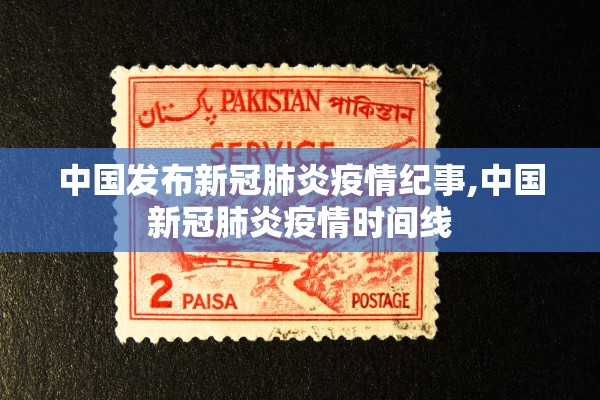 پاکستان PAKISTAN পাকিস্তান
SERVICE
中国发布新冠肺炎疫情纪事,中国
新冠肺炎疫情时间线
2 PAISA
POSTAGE